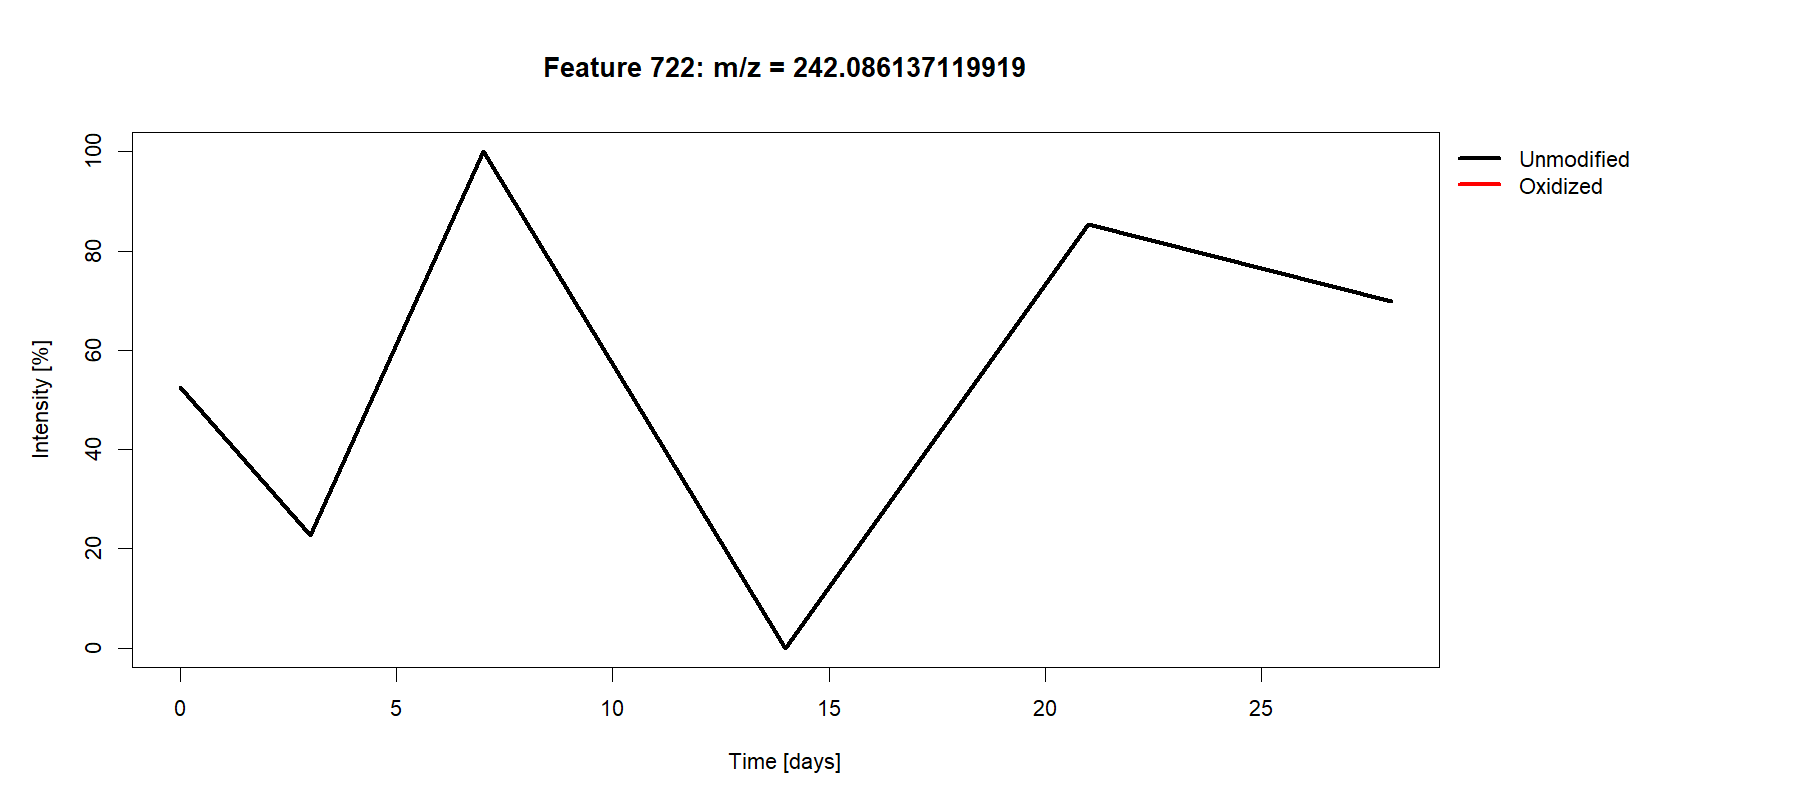 Feature 722: m/z = 242.086137119919
Unmodified
Oxidized
Intensity [%]
100
80
60
40
20
0
0 5 10 15 20 25
Time [days]